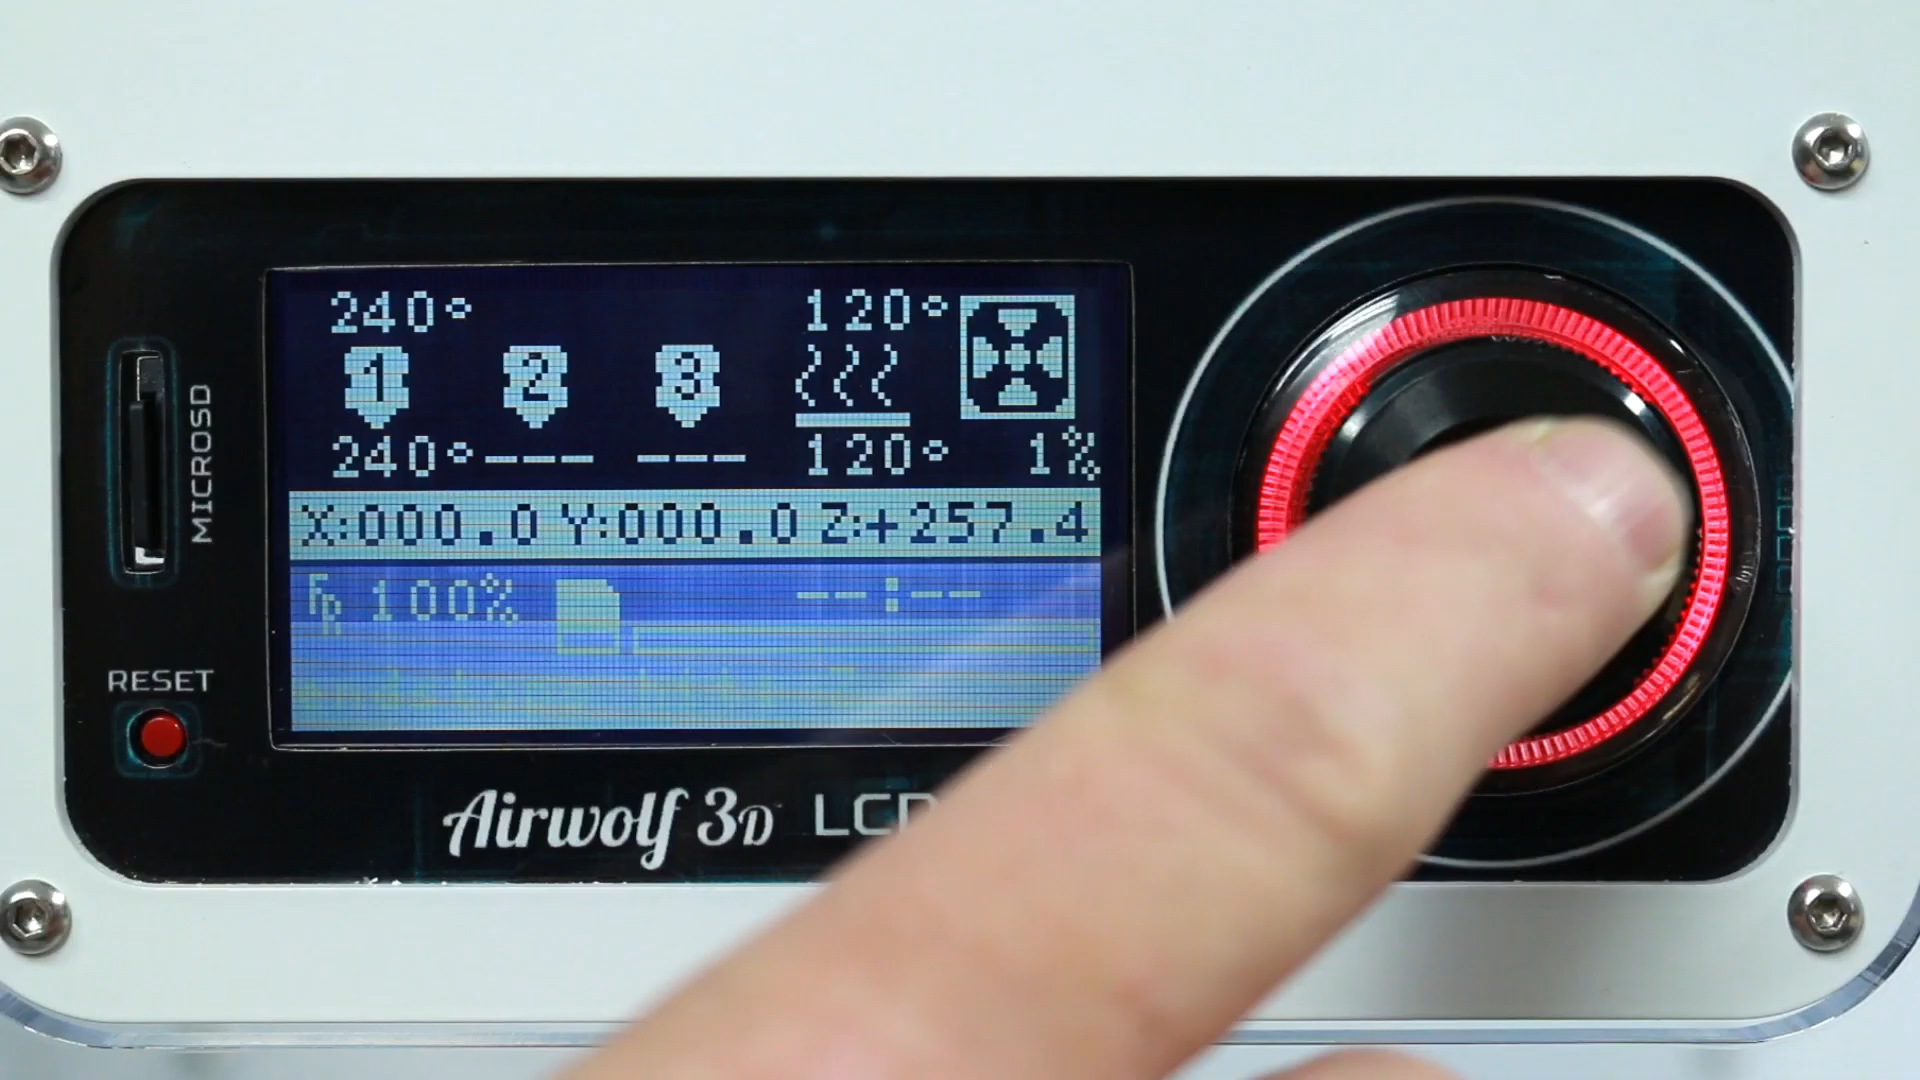 240° 120°
1 2 3
240° --- --- 120° 1%
X:000.0 Y:000.0 Z:+257.4
100% --:--
MICROSD
RESET
Airwolf 3D LCD